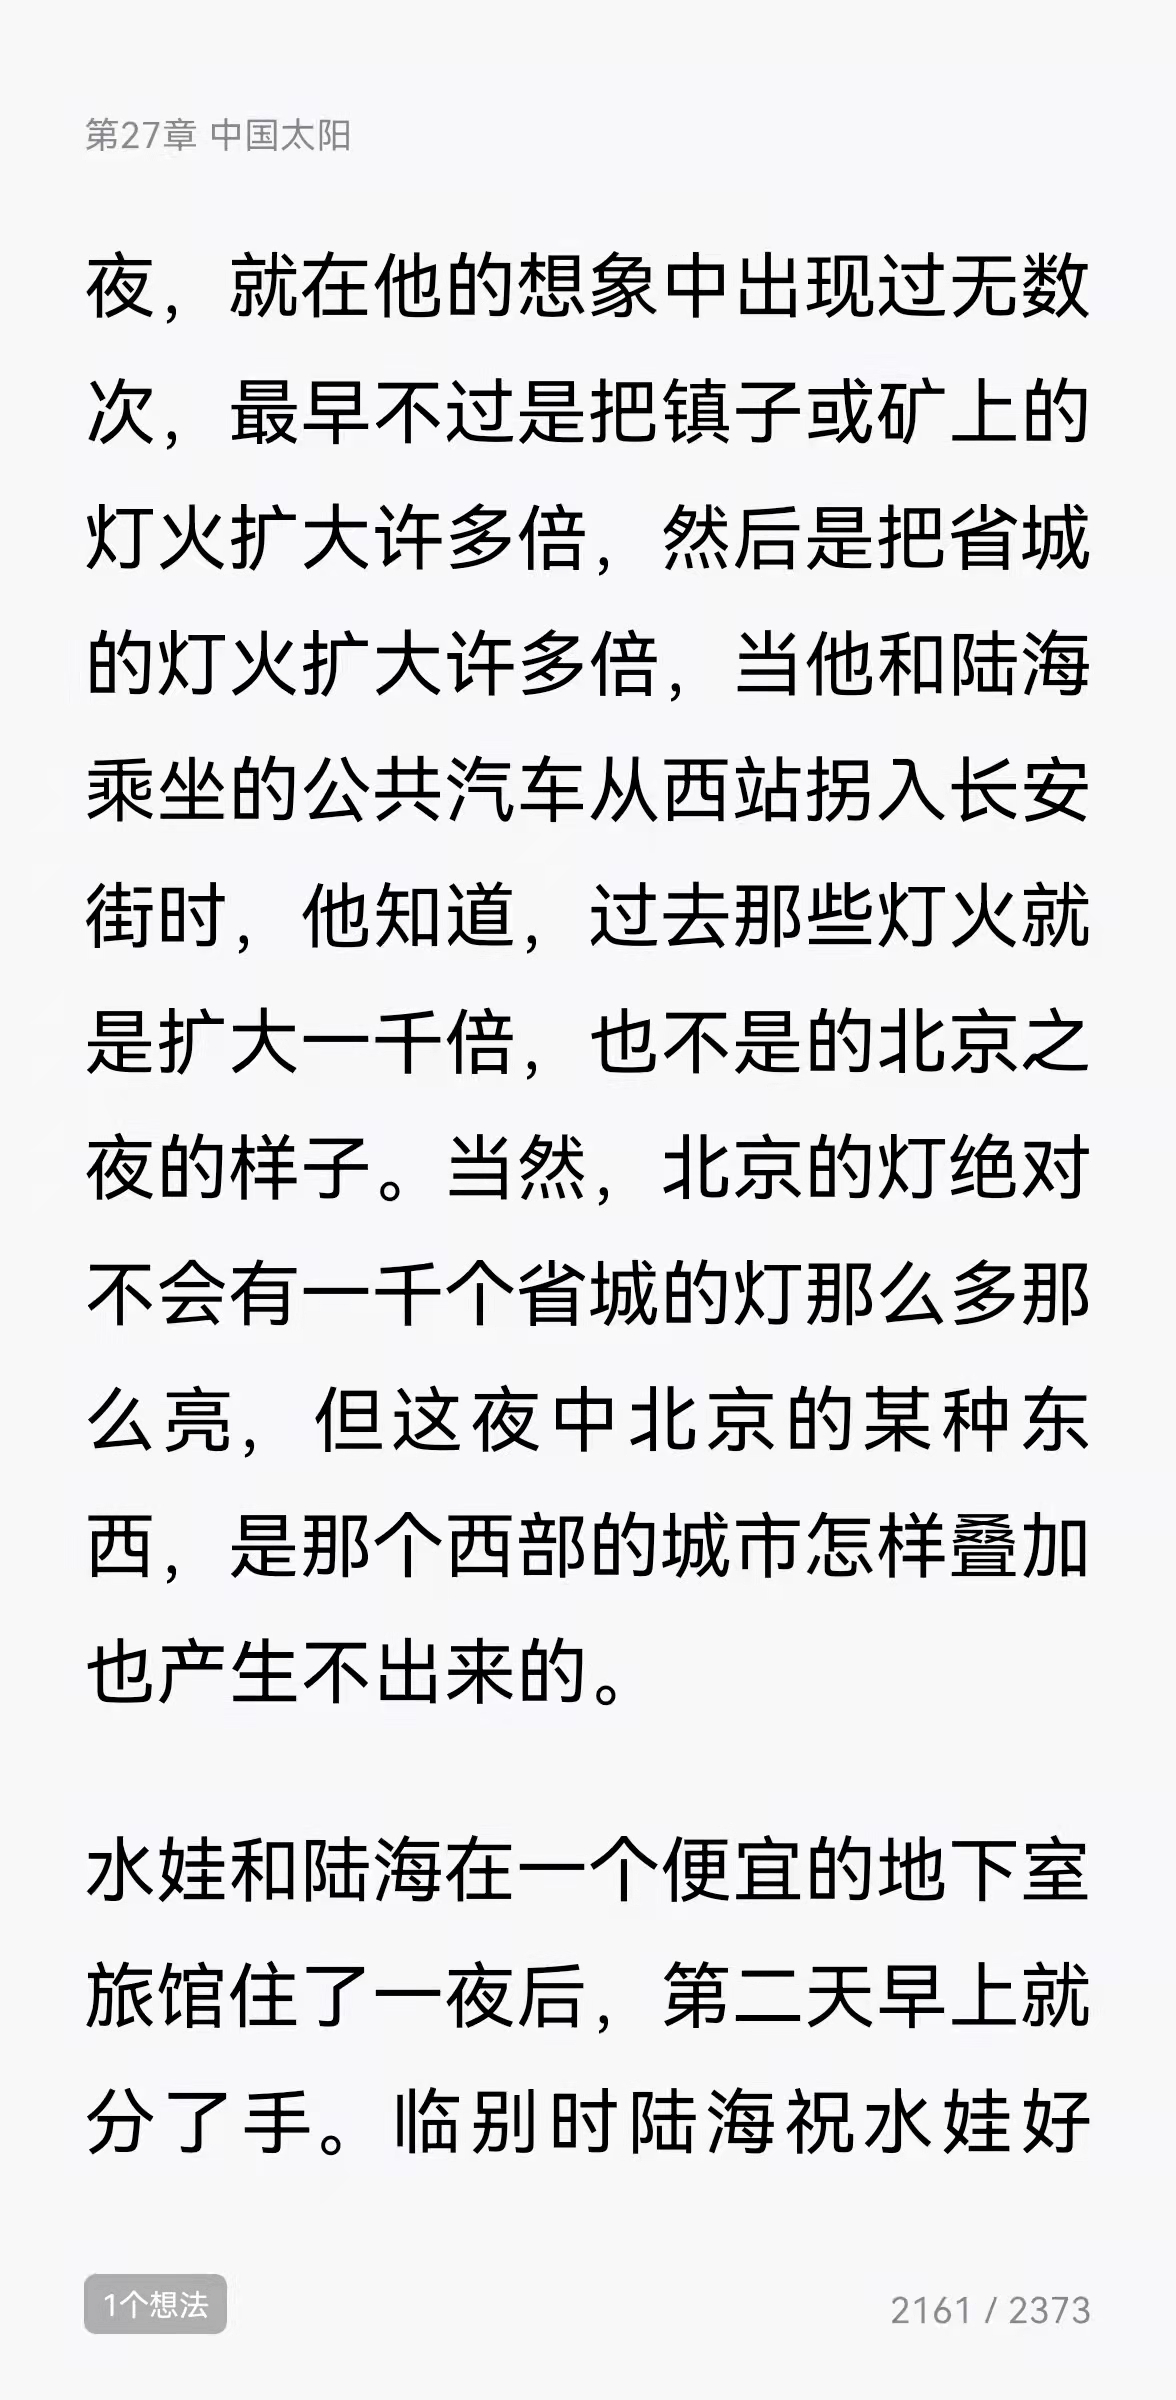 第27章 中国太阳
夜，就在他的想象中出现过无数
次，最早不过是把镇子或矿上的
灯火扩大许多倍，然后是把省城
的灯火扩大许多倍，当他和陆海
乘坐的公共汽车从西站拐入长安
街时，他知道，过去那些灯火就
是扩大一千倍，也不是的北京之
夜的样子。当然，北京的灯绝对
不会有一千个省城的灯那么多那
么亮，但这夜中北京的某种东
西，是那个西部的城市怎样叠加
也产生不出来的。
水娃和陆海在一个便宜的地下室
旅馆住了一夜后，第二天早上就
分了手。临别时陆海祝水娃好
1个想法
2161 / 2373